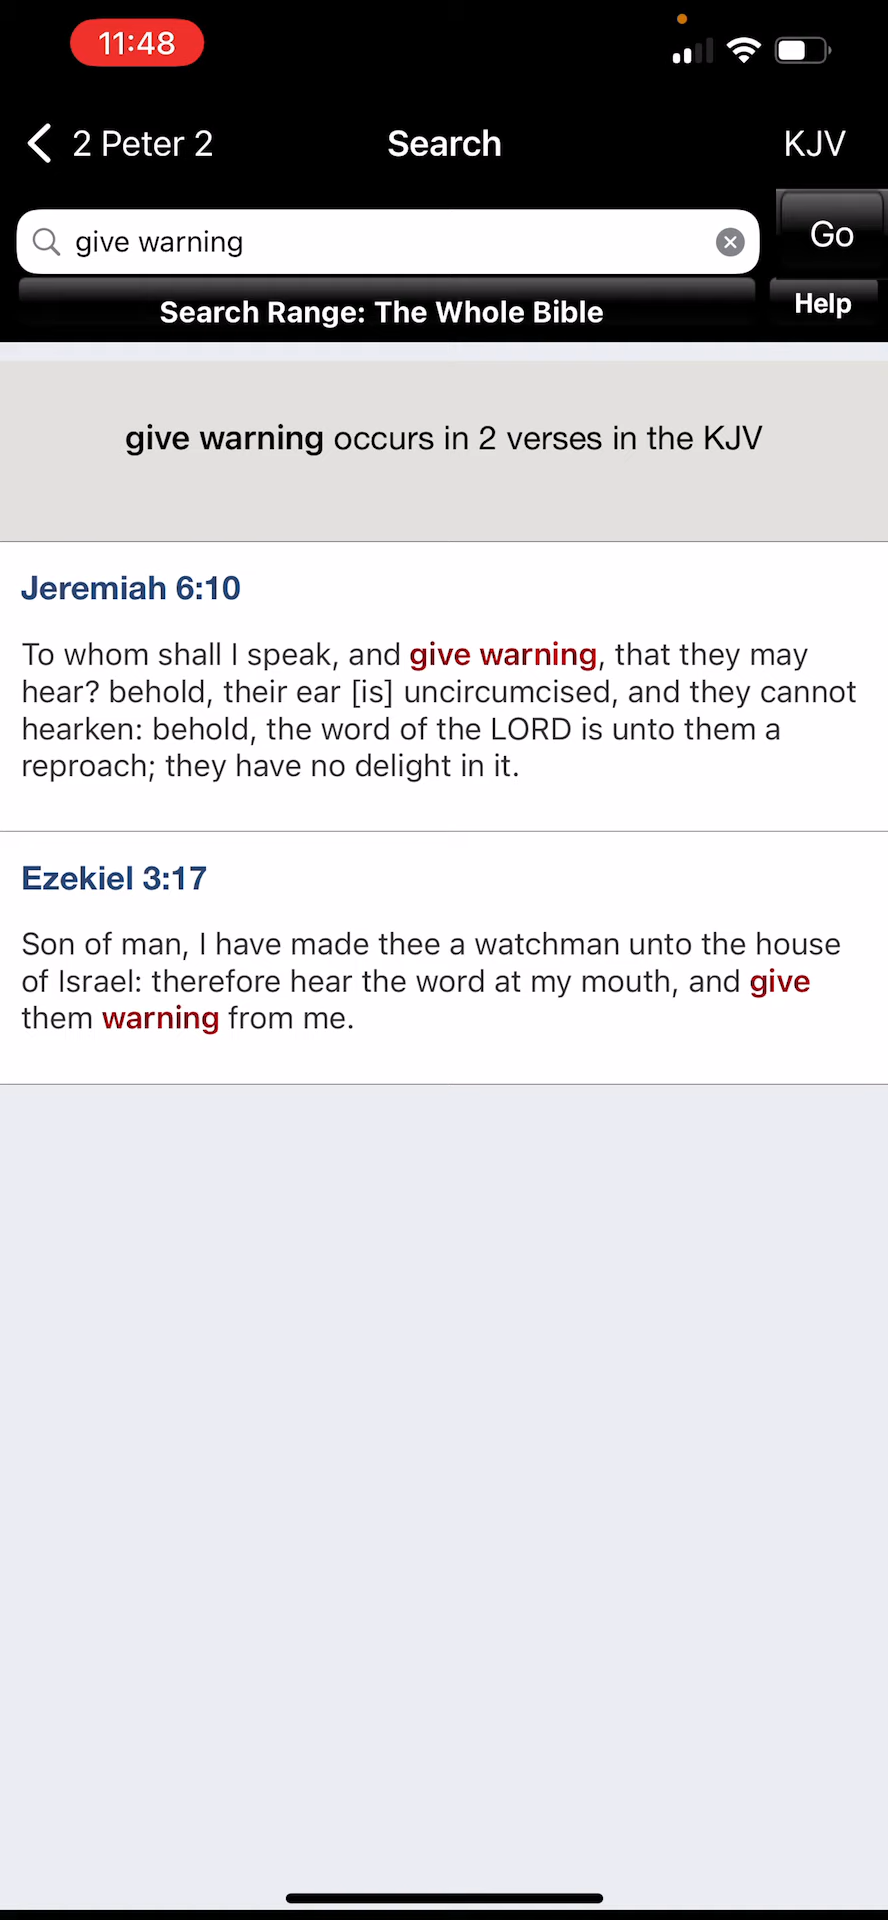 11:48
2 Peter 2
Search
KJV
give warning
Go
Search Range: The Whole Bible
Help
give warning occurs in 2 verses in the KJV
Jeremiah 6:10
To whom shall I speak, and give warning, that they may
hear? behold, their ear [is] uncircumcised, and they cannot
hearken: behold, the word of the LORD is unto them a
reproach; they have no delight in it.
Ezekiel 3:17
Son of man, I have made thee a watchman unto the house
of Israel: therefore hear the word at my mouth, and give
them warning from me.